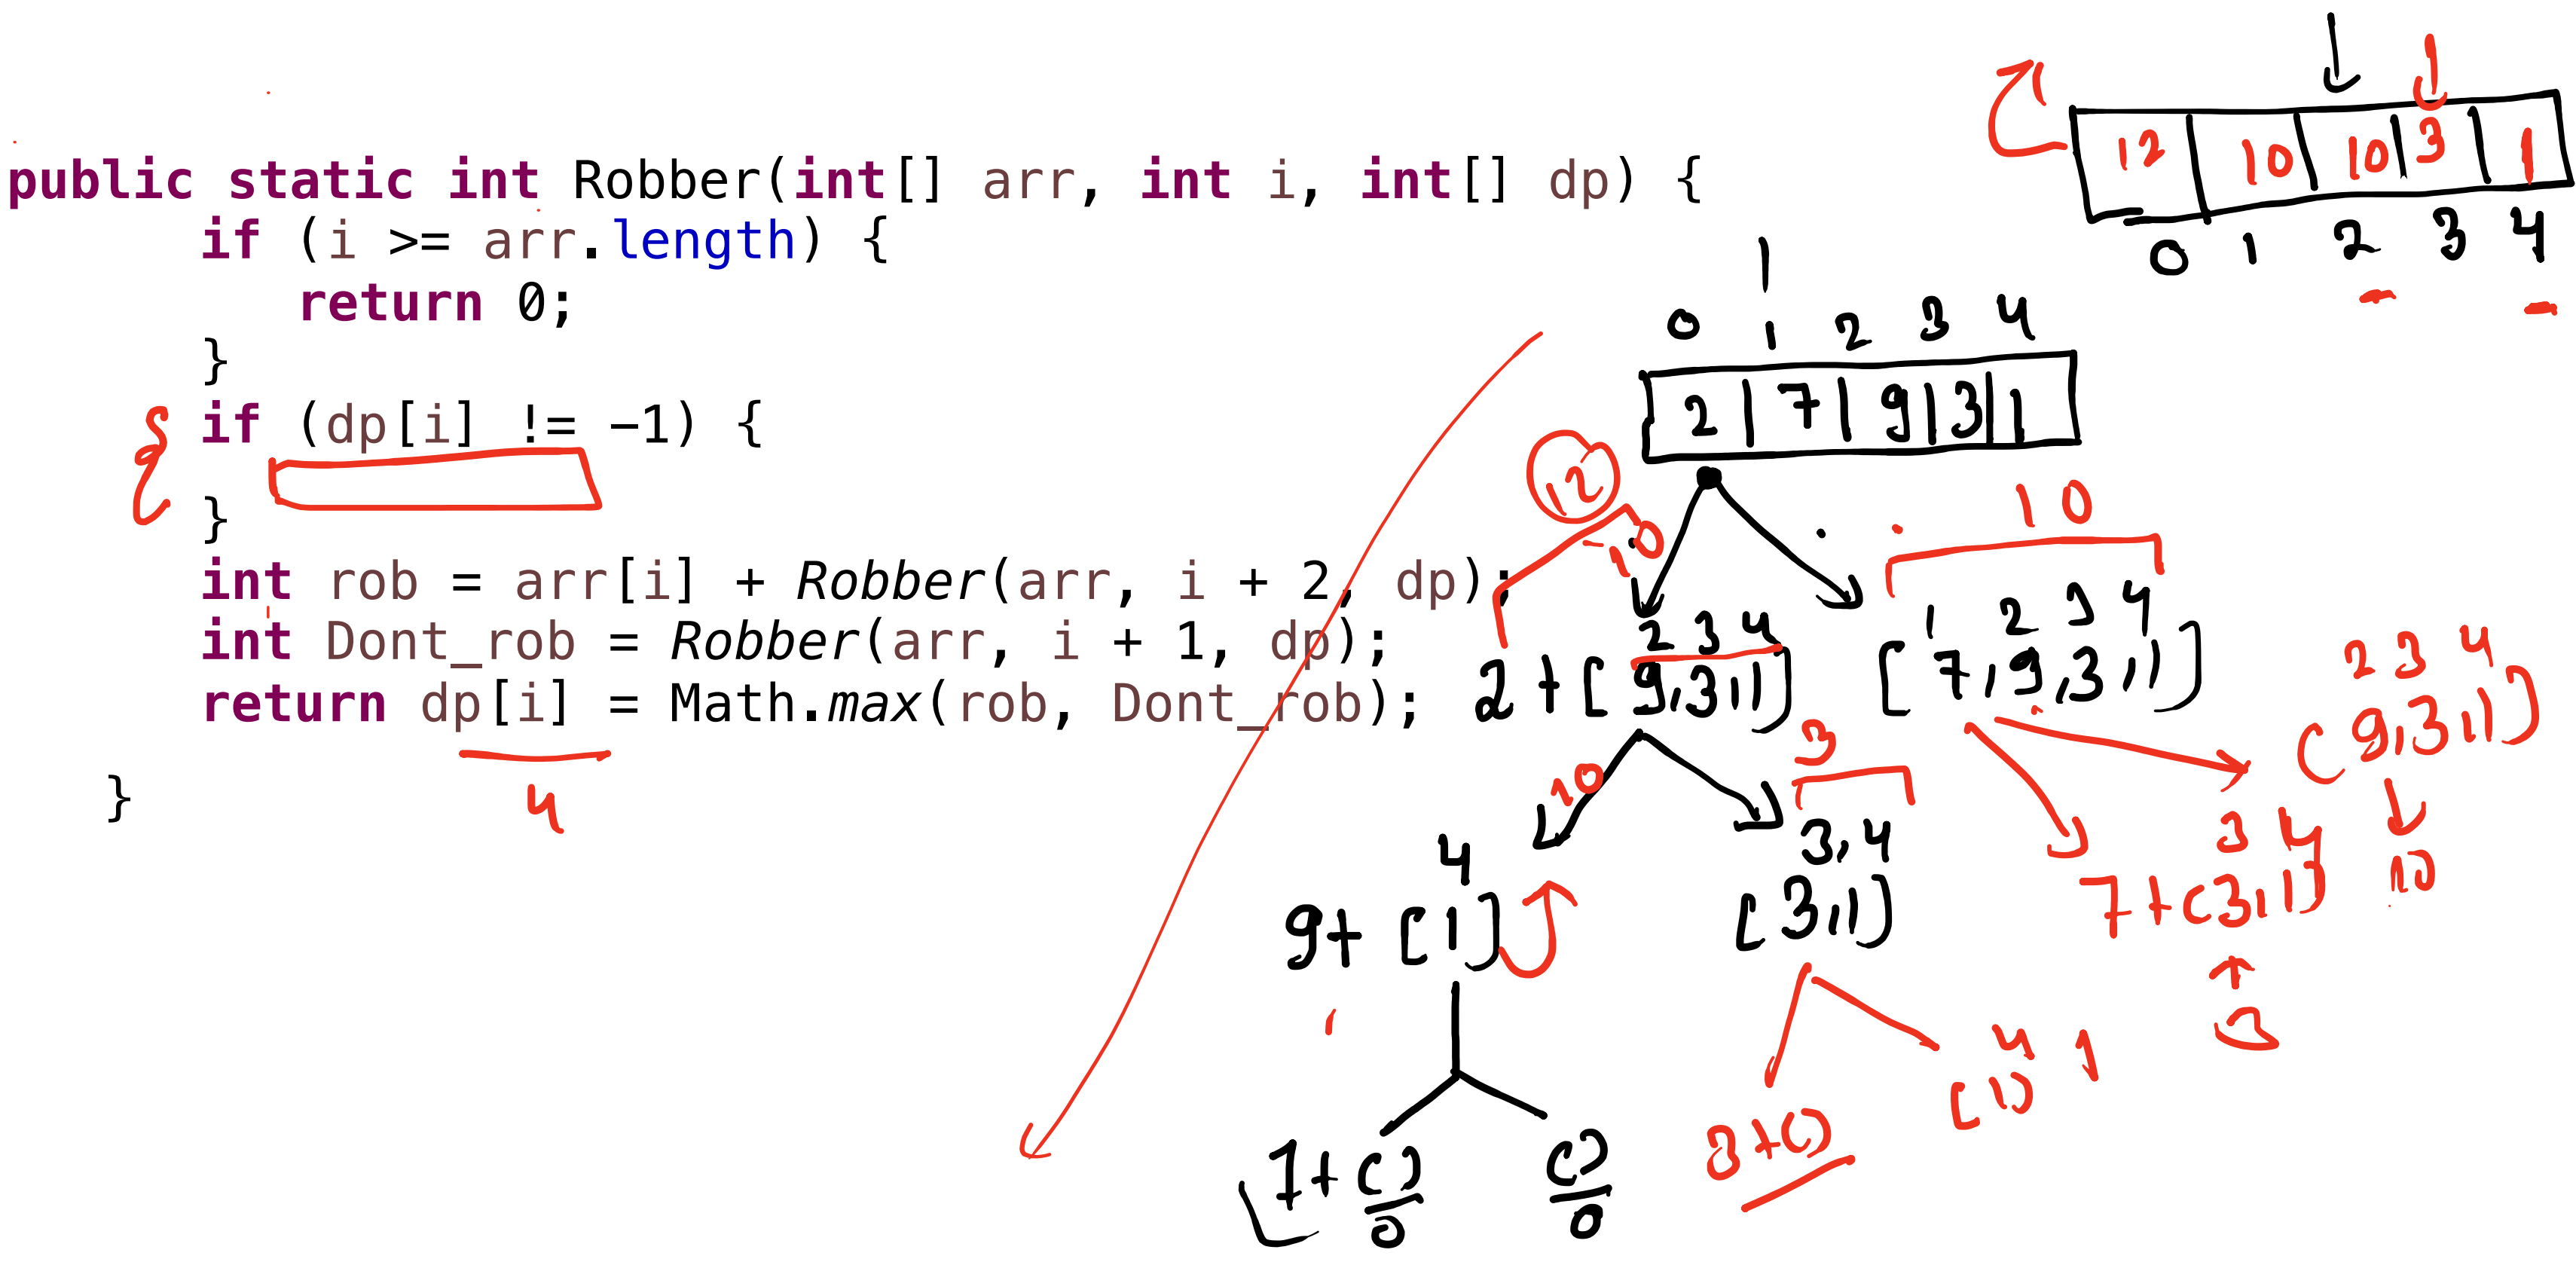 public static int Robber(int[] arr, int i, int[] dp) {
if (i >= arr.length) {
return 0;
}
if (dp[i] != -1) {
}
int rob = arr[i] + Robber(arr, i + 2, dp);
int Dont_rob = Robber(arr, i + 1, dp);
return dp[i] = Math.max(rob, Dont_rob);
4
}
12 10 10 3 1
0 1 2 3 4
1
0 1 2 3 4
2 7 9 3 1
12
10
10
2 3 4
2 + [9,3,1]
1 2 3 4
[7,9,3,1]
2 3 4
(9,3,1)
10
10
3
3,4
[3,1]
4
9+ [1]
3 4
7+(3,1)
3
4
[1)
1
3+()
1+()
0
()
0